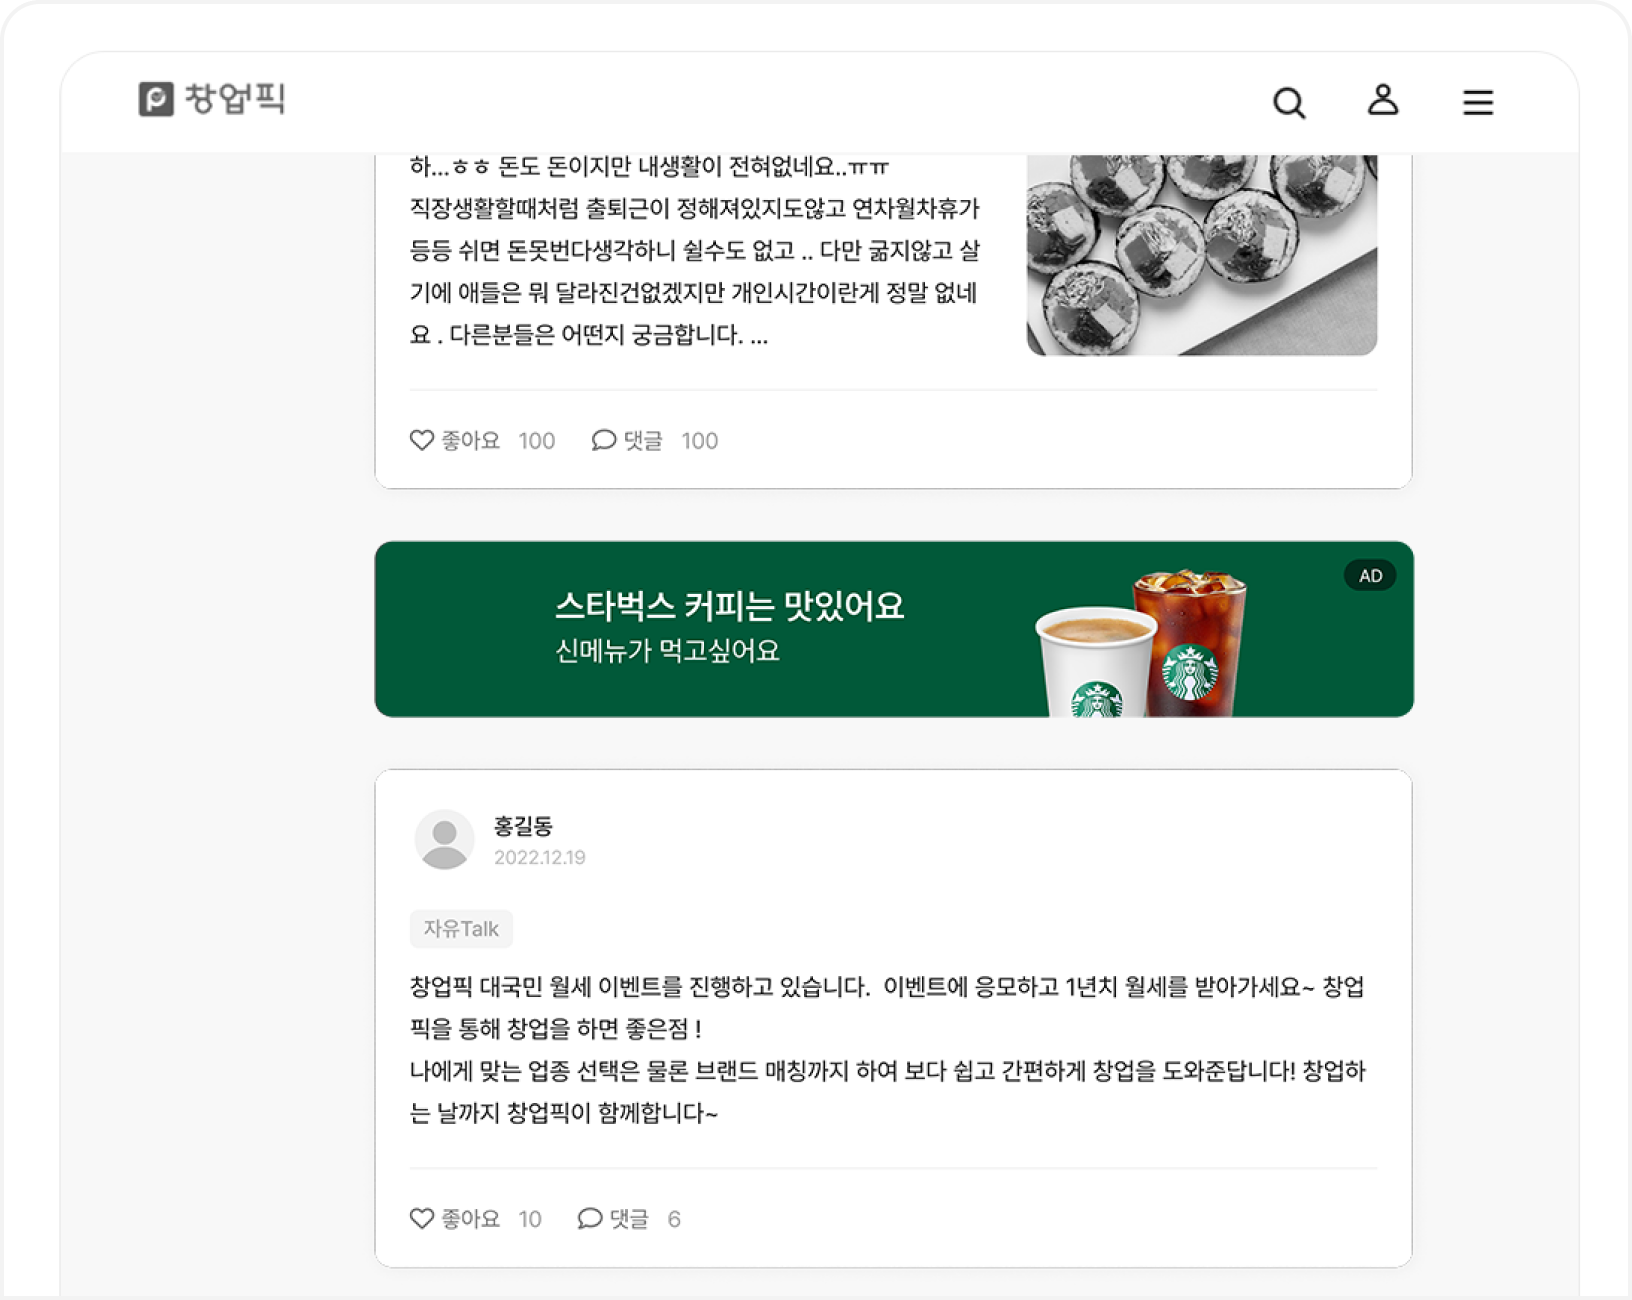 창업픽
하...ㅎㅎ 돈도 돈이지만 내생활이 전혀없네요..ㅠㅠ
직장생활할때처럼 출퇴근이 정해져있지도않고 연차월차휴가
등등 쉬면 돈못번다생각하니 쉴수도 없고 .. 다만 굶지않고 살
기에 애들은 뭐 달라진건없겠지만 개인시간이란게 정말 없네
요 . 다른분들은 어떤지 궁금합니다. ...
좋아요 100 댓글 100
AD
스타벅스 커피는 맛있어요
신메뉴가 먹고싶어요
홍길동
2022.12.19
자유Talk
창업픽 대국민 월세 이벤트를 진행하고 있습니다.  이벤트에 응모하고 1년치 월세를 받아가세요~ 창업
픽을 통해 창업을 하면 좋은점 !
나에게 맞는 업종 선택은 물론 브랜드 매칭까지 하여 보다 쉽고 간편하게 창업을 도와준답니다! 창업하
는 날까지 창업픽이 함께합니다~
좋아요 10 댓글 6